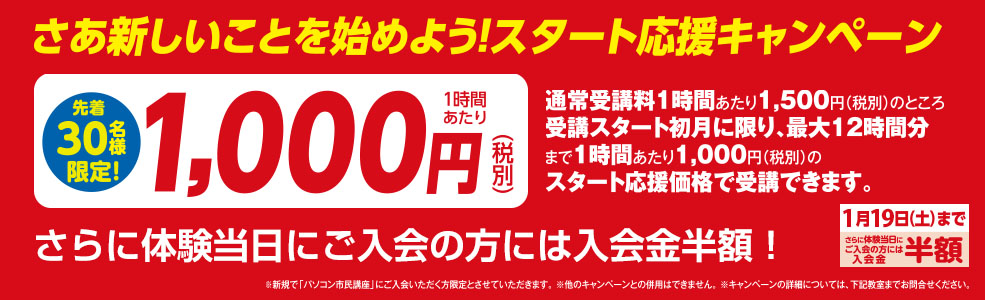 さあ新しいことを始めよう!スタート応援キャンペーン
先着
30名様
限定!
1,000円
1時間
あたり
(税別)
通常受講料1時間あたり1,500円(税別)のところ
受講スタート初月に限り、最大12時間分
まで1時間あたり1,000円(税別)の
スタート応援価格で受講できます。
さらに体験当日にご入会の方には入会金半額！
1月19日(土)まで
さらに体験当日に
ご入会の方には
入会金
半額
※新規で「パソコン市民講座」にご入会いただく方限定とさせていただきます。※他のキャンペーンとの併用はできません。※キャンペーンの詳細については、下記教室までお問合せください。